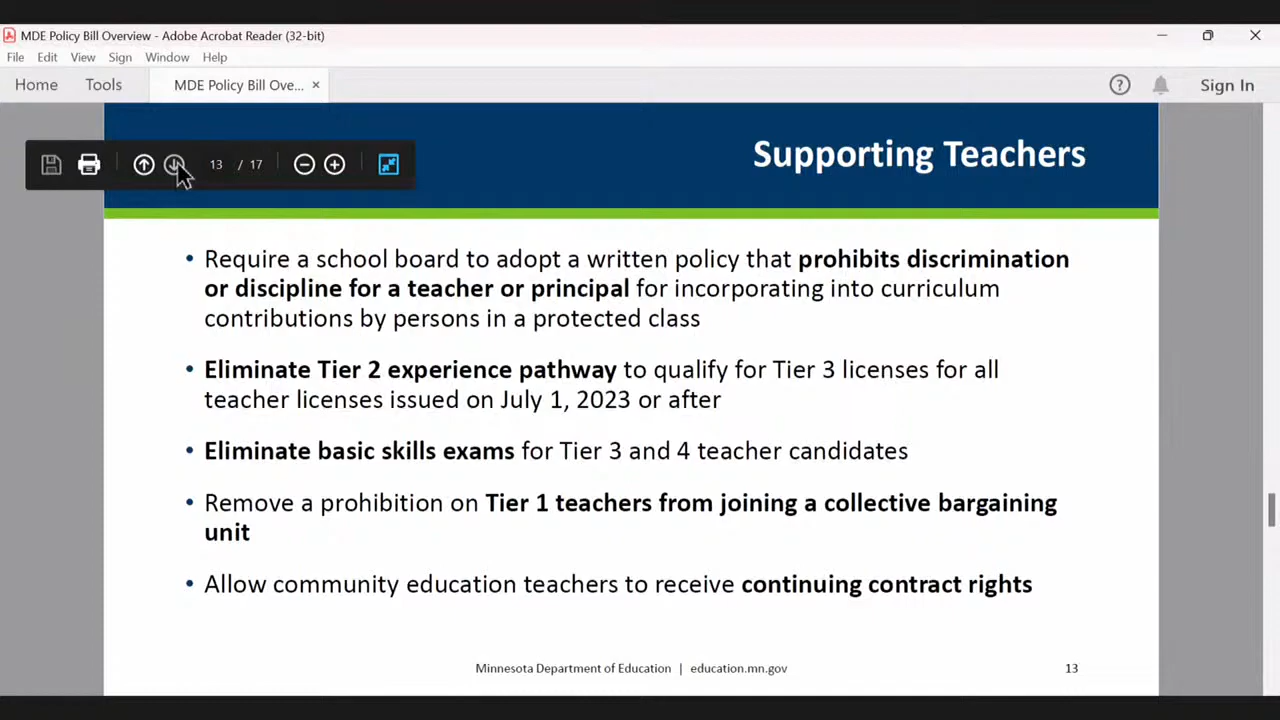 MDE Policy Bill Overview - Adobe Acrobat Reader (32-bit)
File Edit View Sign Window Help
Home Tools MDE Policy Bill Ove... × ? Sign In
13 / 17
Supporting Teachers
• Require a school board to adopt a written policy that prohibits discrimination
or discipline for a teacher or principal for incorporating into curriculum
contributions by persons in a protected class
• Eliminate Tier 2 experience pathway to qualify for Tier 3 licenses for all
teacher licenses issued on July 1, 2023 or after
• Eliminate basic skills exams for Tier 3 and 4 teacher candidates
• Remove a prohibition on Tier 1 teachers from joining a collective bargaining
unit
• Allow community education teachers to receive continuing contract rights
Minnesota Department of Education | education.mn.gov 13